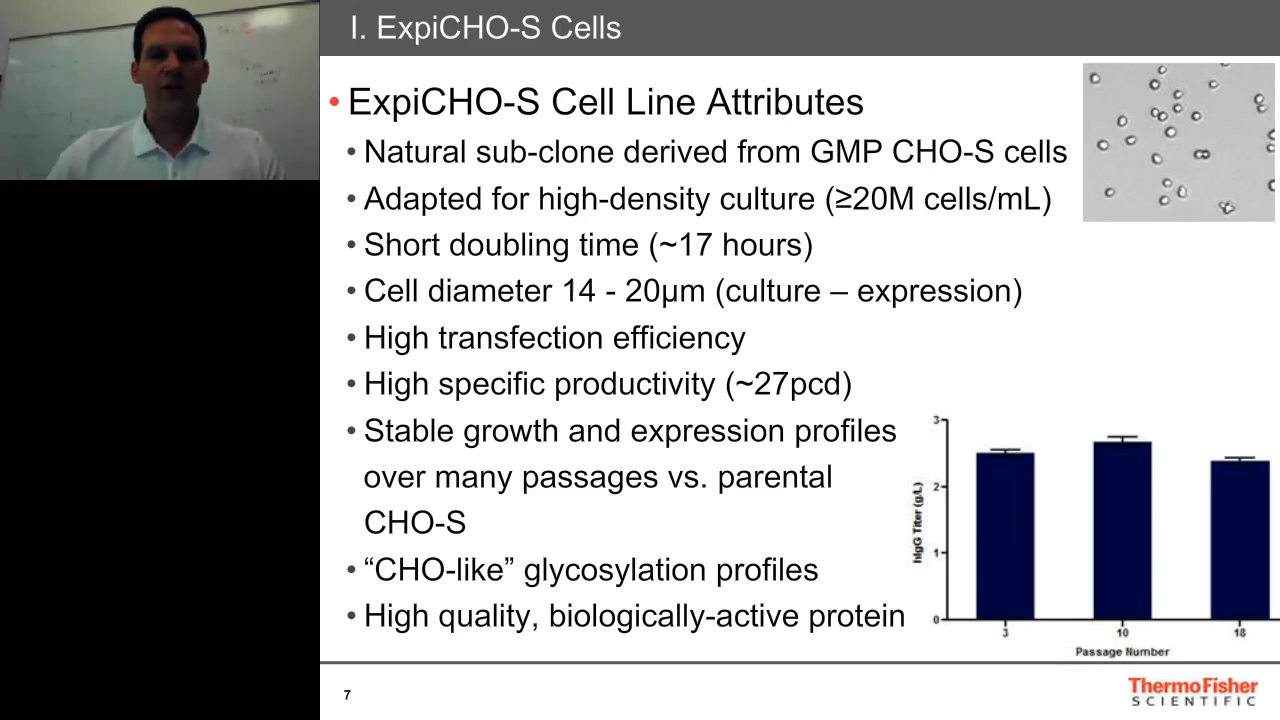 I. ExpiCHO-S Cells
• ExpiCHO-S Cell Line Attributes
• Natural sub-clone derived from GMP CHO-S cells
• Adapted for high-density culture (≥20M cells/mL)
• Short doubling time (~17 hours)
• Cell diameter 14 - 20µm (culture – expression)
• High transfection efficiency
• High specific productivity (~27pcd)
• Stable growth and expression profiles
over many passages vs. parental
CHO-S
• “CHO-like” glycosylation profiles
• High quality, biologically-active protein
3
2
1
0
hIgG Titer (g/L)
3 10 18
Passage Number
7
ThermoFisher
SCIENTIFIC